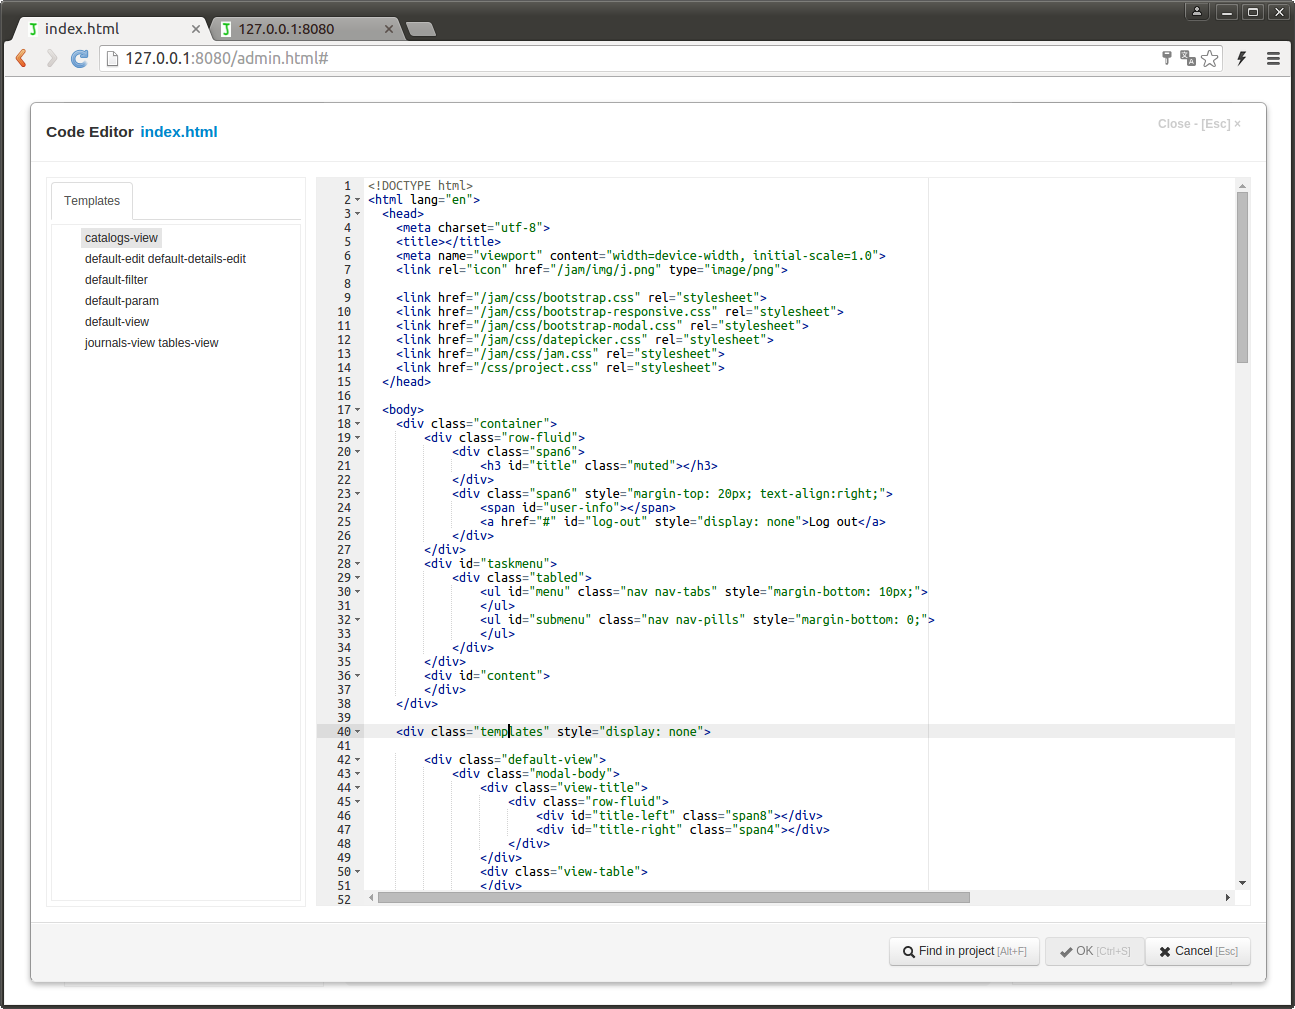 index.html
127.0.0.1:8080
127.0.0.1:8080/admin.html#
Code Editor index.html
Close - [Esc] ×
Templates
catalogs-view
default-edit default-details-edit
default-filter
default-param
default-view
journals-view tables-view
1 <!DOCTYPE html>
2 <html lang="en">
3 <head>
4 <meta charset="utf-8">
5 <title></title>
6 <meta name="viewport" content="width=device-width, initial-scale=1.0">
7 <link rel="icon" href="/jam/img/j.png" type="image/png">
8
9 <link href="/jam/css/bootstrap.css" rel="stylesheet">
10 <link href="/jam/css/bootstrap-responsive.css" rel="stylesheet">
11 <link href="/jam/css/bootstrap-modal.css" rel="stylesheet">
12 <link href="/jam/css/datepicker.css" rel="stylesheet">
13 <link href="/jam/css/jam.css" rel="stylesheet">
14 <link href="/css/project.css" rel="stylesheet">
15 </head>
16
17 <body>
18 <div class="container">
19 <div class="row-fluid">
20 <div class="span6">
21 <h3 id="title" class="muted"></h3>
22 </div>
23 <div class="span6" style="margin-top: 20px; text-align:right;">
24 <span id="user-info"></span>
25 <a href="#" id="log-out" style="display: none">Log out</a>
26 </div>
27 </div>
28 <div id="taskmenu">
29 <div class="tabled">
30 <ul id="menu" class="nav nav-tabs" style="margin-bottom: 10px;">
31 </ul>
32 <ul id="submenu" class="nav nav-pills" style="margin-bottom: 0;">
33 </ul>
34 </div>
35 </div>
36 <div id="content">
37 </div>
38 </div>
39
40 <div class="templates" style="display: none">
41
42 <div class="default-view">
43 <div class="modal-body">
44 <div class="view-title">
45 <div class="row-fluid">
46 <div id="title-left" class="span8"></div>
47 <div id="title-right" class="span4"></div>
48 </div>
49 </div>
50 <div class="view-table">
51 </div>
52
Find in project [Alt+F]
OK [Ctrl+S]
Cancel [Esc]